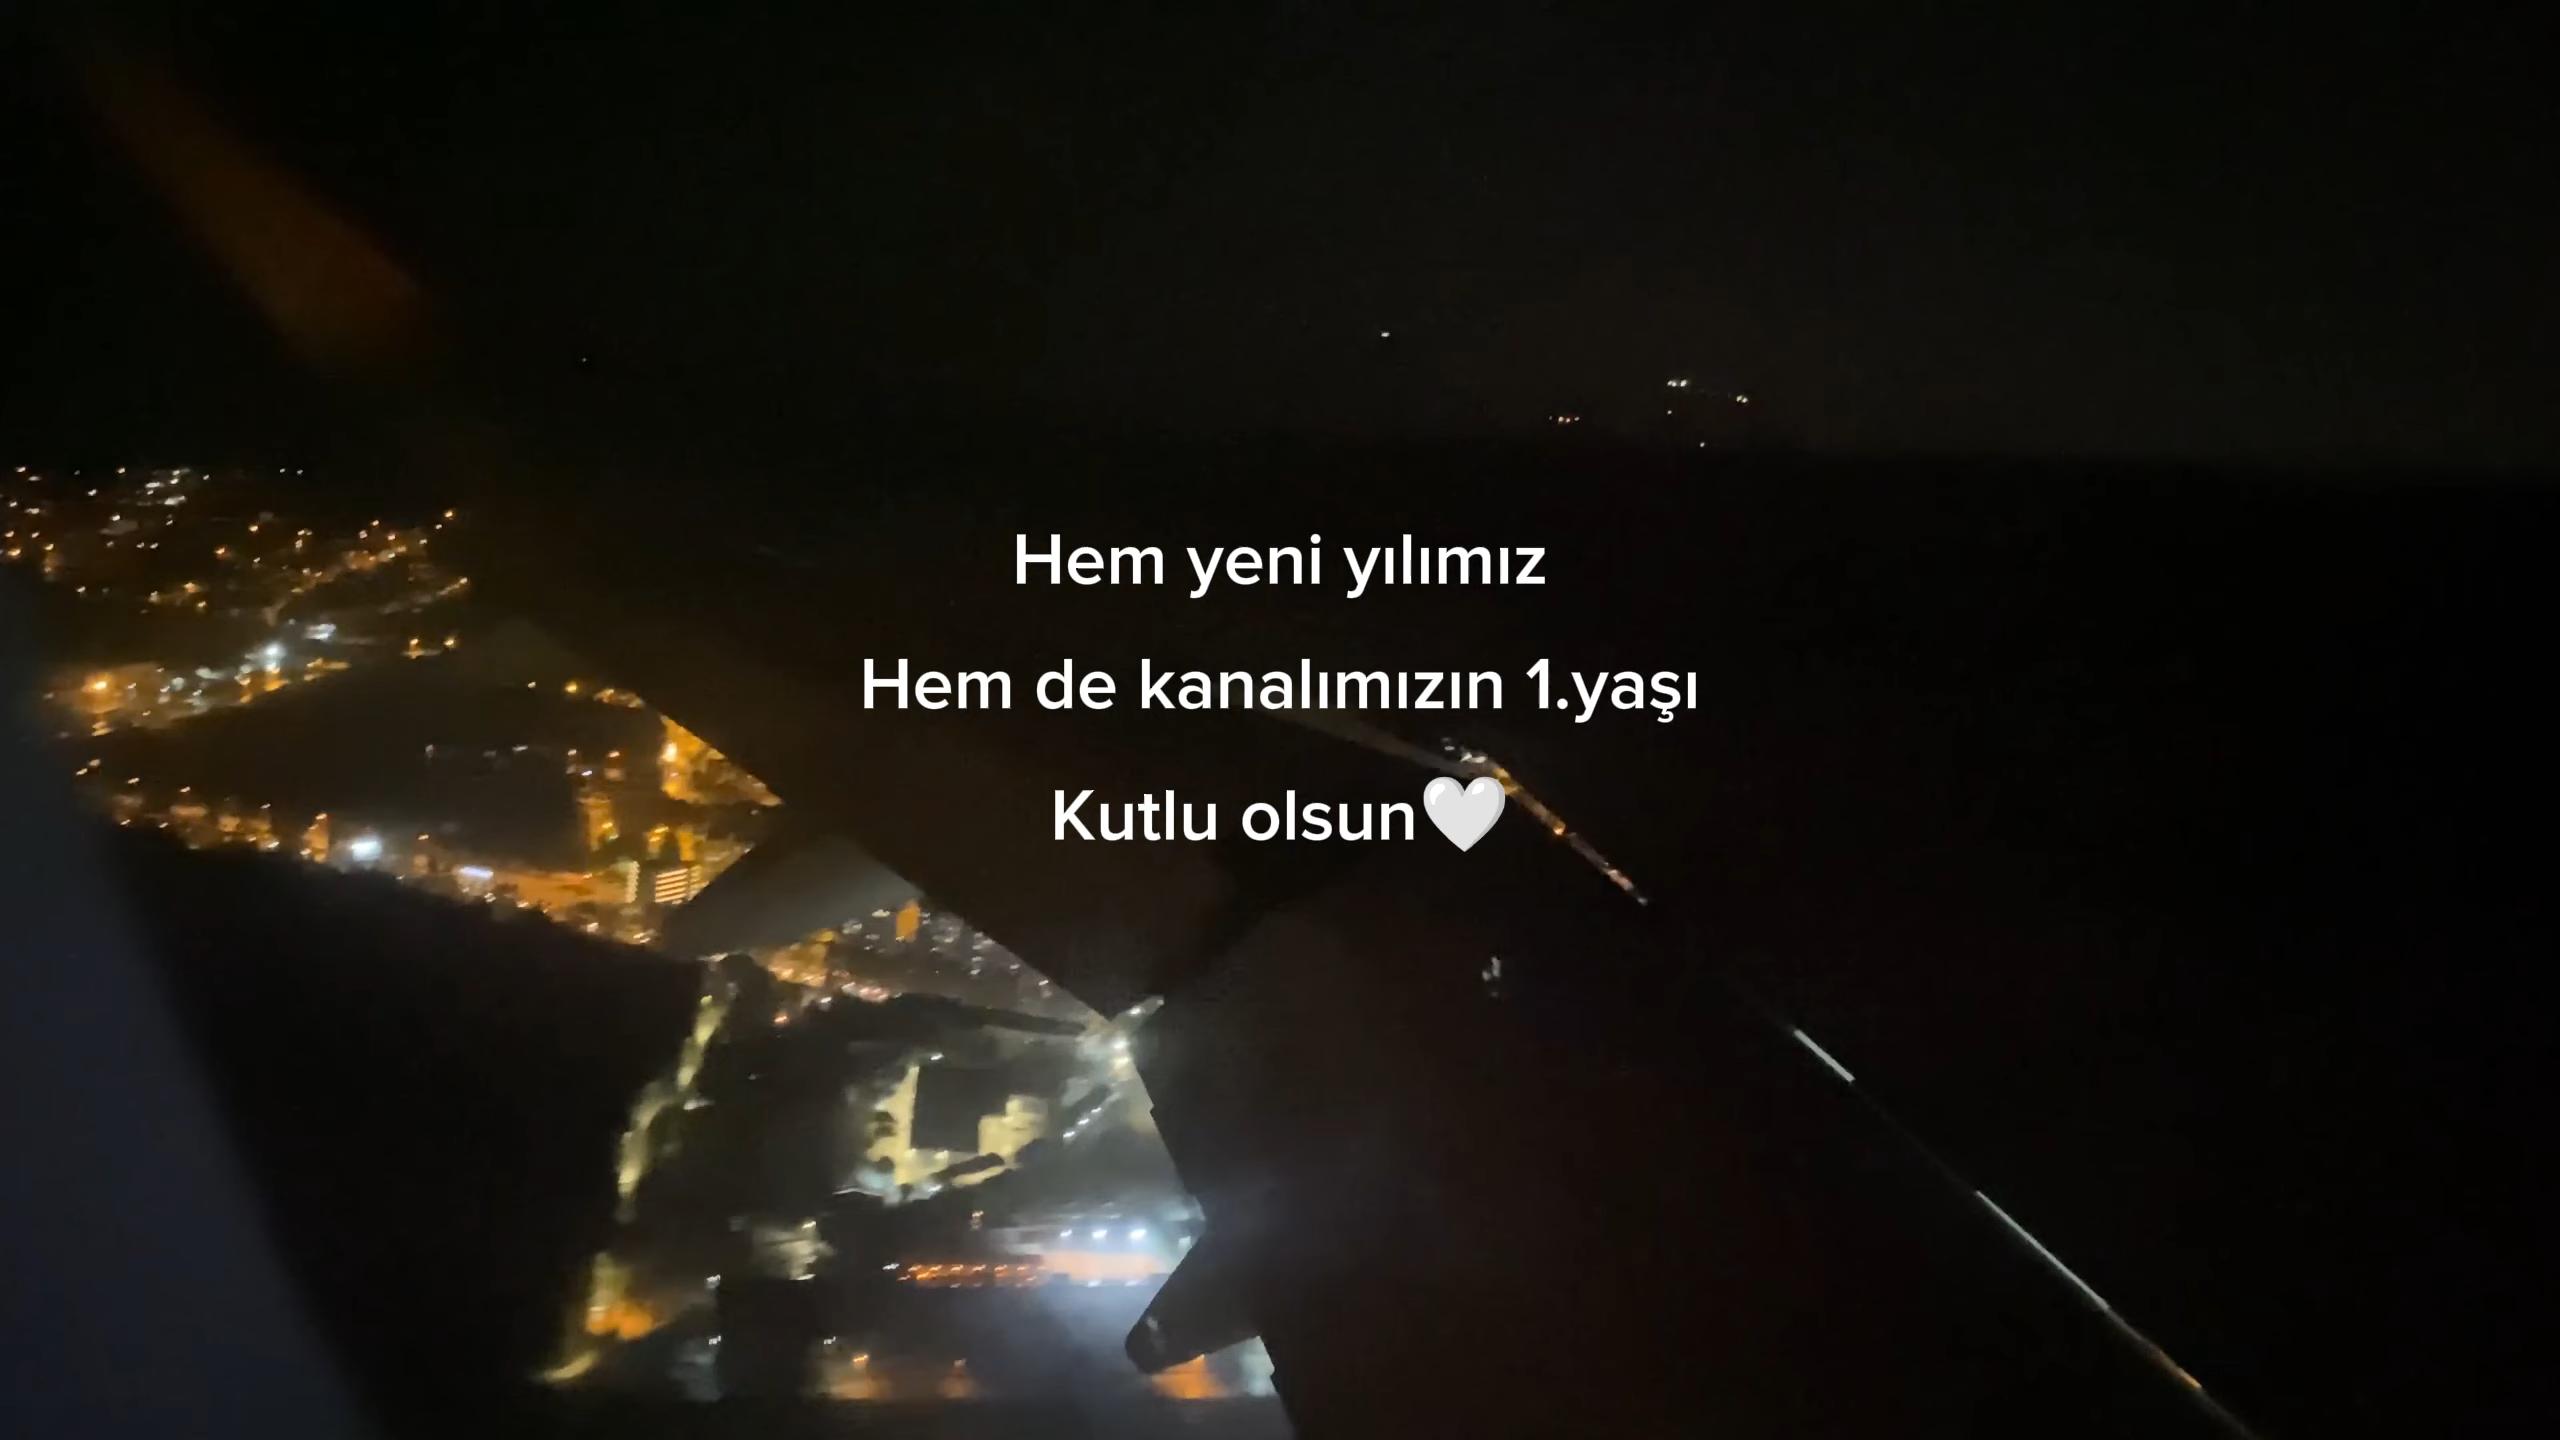 Hem yeni yılımız
Hem de kanalımızın 1.yaşı
Kutlu olsun🤍